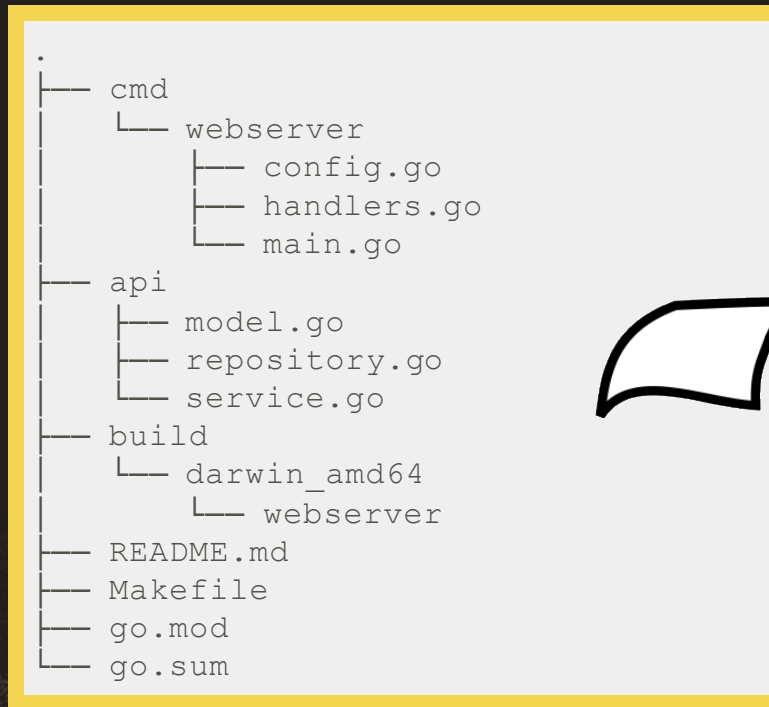 .
├── cmd
│   └── webserver
│       ├── config.go
│       ├── handlers.go
│       └── main.go
├── api
│   ├── model.go
│   ├── repository.go
│   └── service.go
├── build
│   └── darwin_amd64
│       └── webserver
├── README.md
├── Makefile
├── go.mod
└── go.sum